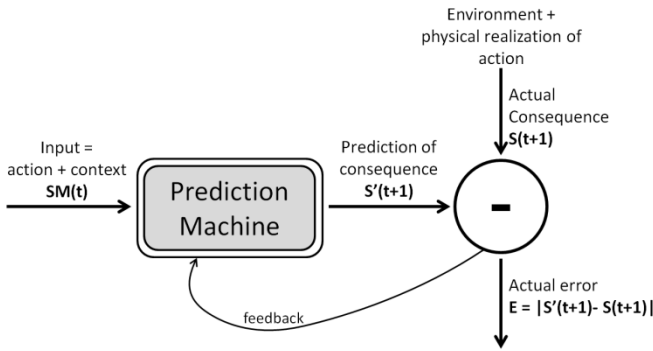 Environment +
physical realization of
action
Actual
Consequence
S(t+1)
Input =
action + context
SM(t)
Prediction
Machine
Prediction of
consequence
S’(t+1)
-
feedback
Actual error
E = |S’(t+1)- S(t+1)|